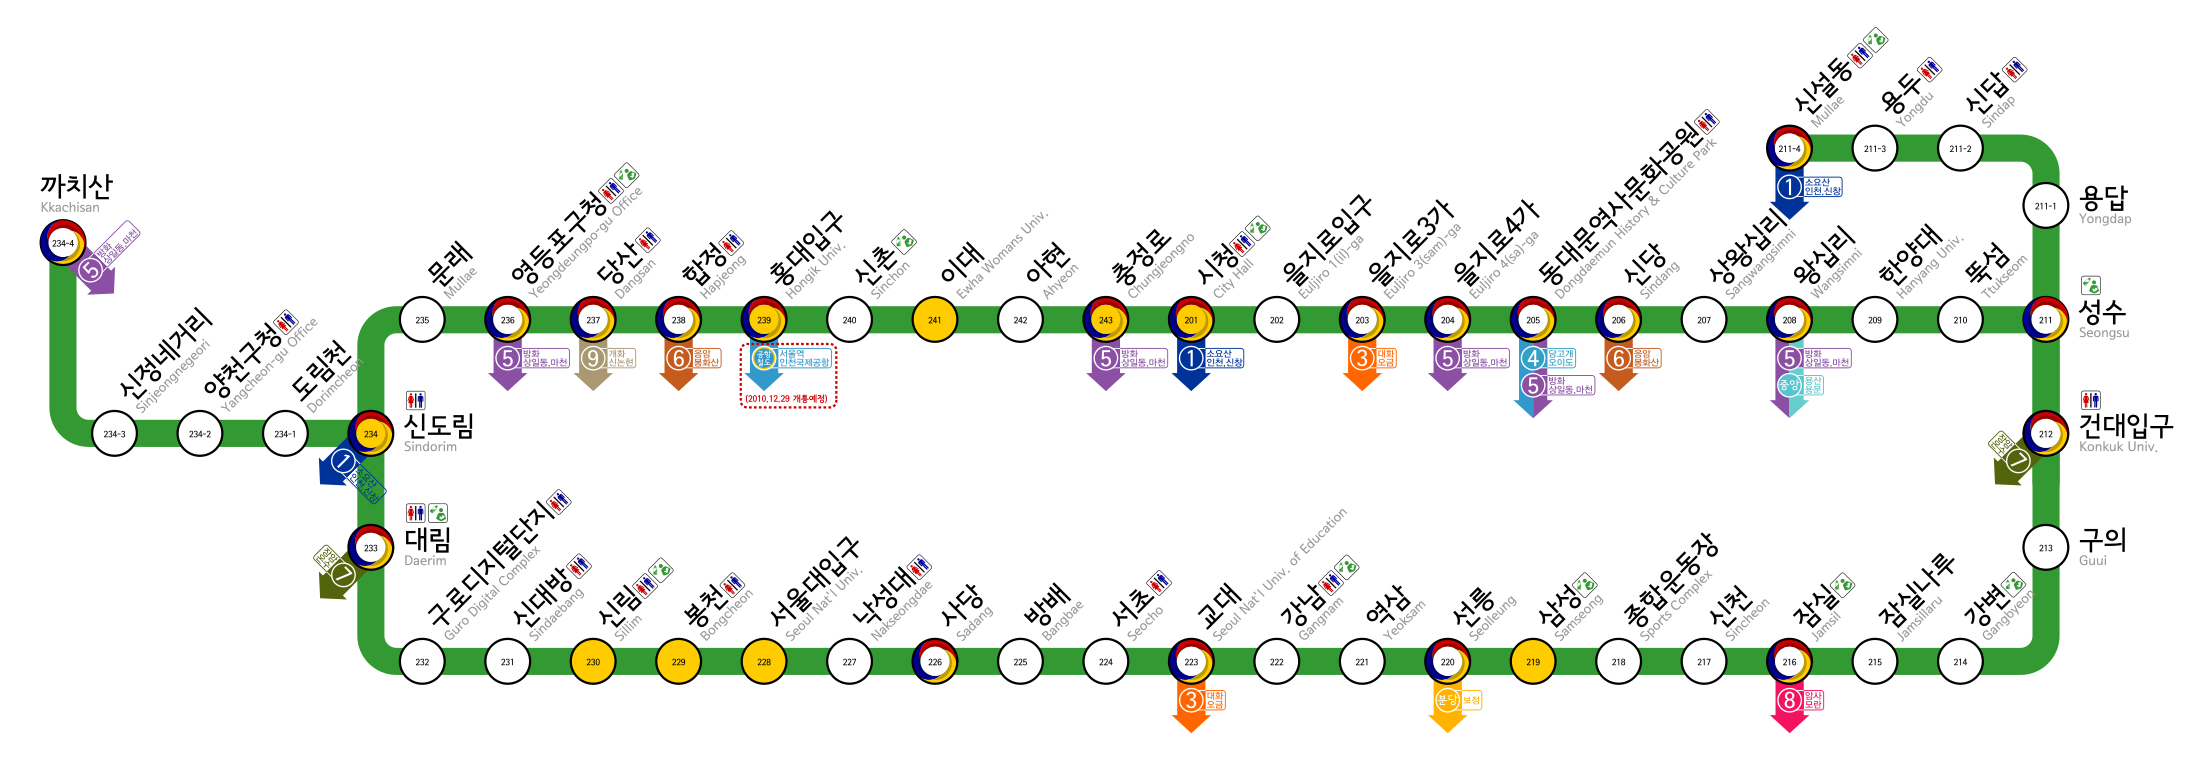 까치산
Kkachisan
234-4
5
방화
상일동,마천
신정네거리
Sinjeongnegeori
234-3
양천구청
Yangcheon-gu Office
234-2
도림천
Dorimcheon
234-1
신도림
Sindorim
234
1
소요산
인천,신창
대림
Daerim
233
7
문래
Mullae
235
영등포구청
Yeongdeungpo-gu Office
236
5
방화
상일동,마천
당산
Dangsan
237
9
개화
신논현
합정
Hapjeong
238
6
응암
봉화산
홍대입구
Hongik Univ.
239
공항
철도
서울역
인천국제공항
(2010.12.29 개통예정)
신촌
Sinchon
240
이대
Ewha Womans Univ.
241
아현
Ahyeon
242
충정로
Chungjeongno
243
5
방화
상일동,마천
시청
City Hall
201
1
소요산
인천,신창
을지로입구
Euljiro 1(il)-ga
202
을지로3가
Euljiro 3(sam)-ga
203
3
대화
오금
을지로4가
Euljiro 4(sa)-ga
204
5
방화
상일동,마천
동대문역사문화공원
Dongdaemun History & Culture Park
205
4
당고개
오이도
5
방화
상일동,마천
신당
Sindang
206
6
응암
봉화산
상왕십리
Sangwangsimni
207
왕십리
Wangsimni
208
5
방화
상일동,마천
중앙
용산
용문
한양대
Hanyang Univ.
209
뚝섬
Ttukseom
210
신설동
Mullae
211-4
1
소요산
인천,신창
용두
Yongdu
211-3
신답
Sindap
211-2
용답
Yongdap
211-1
성수
Seongsu
211
건대입구
Konkuk Univ.
212
7
구의
Guui
213
구로디지털단지
Guro Digital Complex
232
신대방
Sindaebang
231
신림
Sillim
230
봉천
Bongcheon
229
서울대입구
Seoul Nat'l Univ.
228
낙성대
Nakseongdae
227
사당
Sadang
226
방배
Bangbae
225
서초
Seocho
224
교대
Seoul Nat'l Univ. of Education
223
3
대화
오금
강남
Gangnam
222
역삼
Yeoksam
221
선릉
Seolleung
220
분당
보정
삼성
Samseong
219
종합운동장
Sports Complex
218
신천
Sincheon
217
잠실
Jamsil
216
8
암사
모란
잠실나루
Jamsillaru
215
강변
Gangbyeon
214